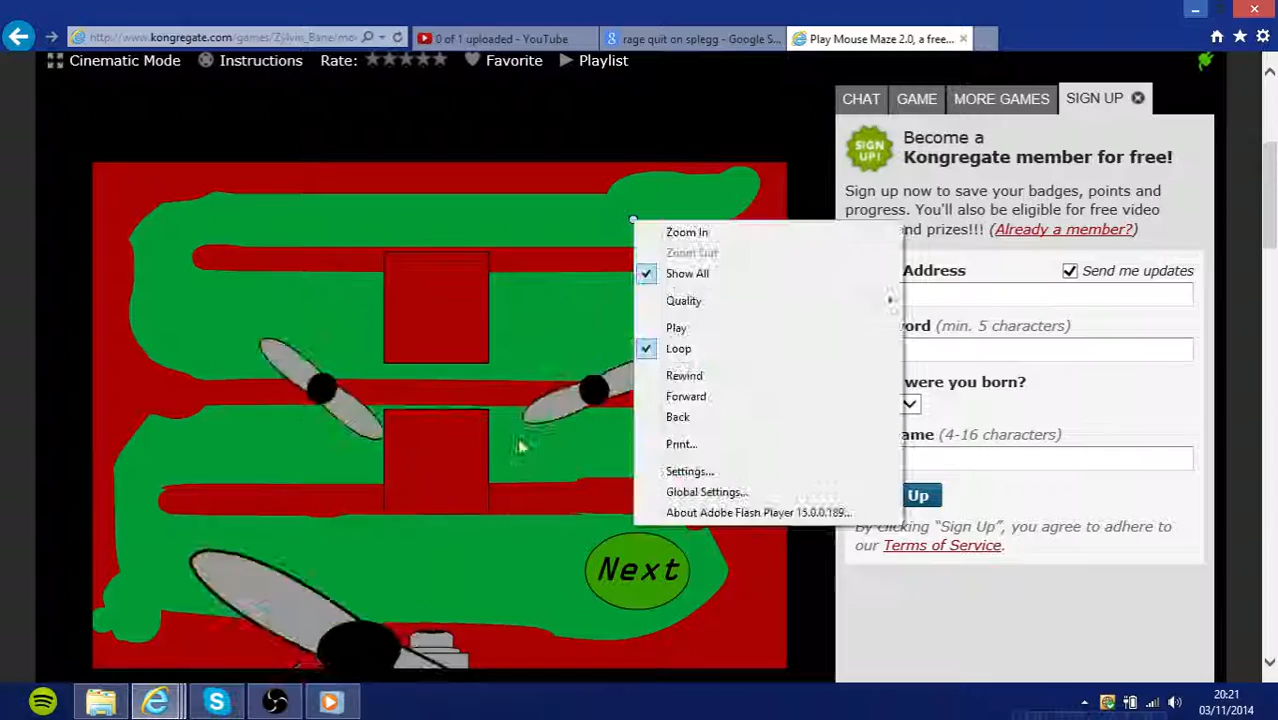 http://www.kongregate.com/games/Zylvin_Bane/mo
0 of 1 uploaded - YouTube
rage quit on splegg - Google S...
Play Mouse Maze 2.0, a free...
Cinematic Mode
Instructions
Rate:
Favorite
Playlist
CHAT
GAME
MORE GAMES
SIGN UP
SIGN UP!
Become a
Kongregate member for free!
Sign up now to save your badges, points and
progress. You'll also be eligible for free video
nd prizes!!! (Already a member?)
Address
Send me updates
ord (min. 5 characters)
were you born?
ame (4-16 characters)
Up
By clicking "Sign Up", you agree to adhere to
our Terms of Service.
Zoom In
Zoom Out
Show All
Quality
Play
Loop
Rewind
Forward
Back
Print...
Settings...
Global Settings...
About Adobe Flash Player 15.0.0.189...
Next
20:21
03/11/2014